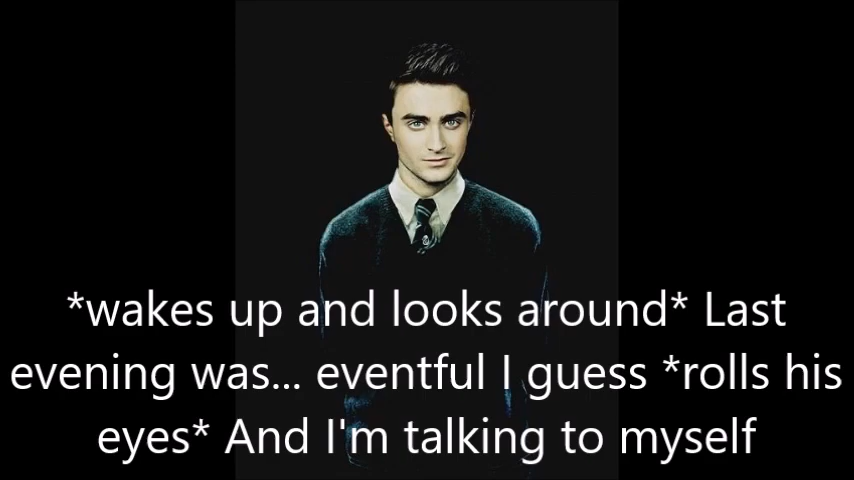 *wakes up and looks around* Last
evening was... eventful I guess *rolls his
eyes* And I'm talking to myself